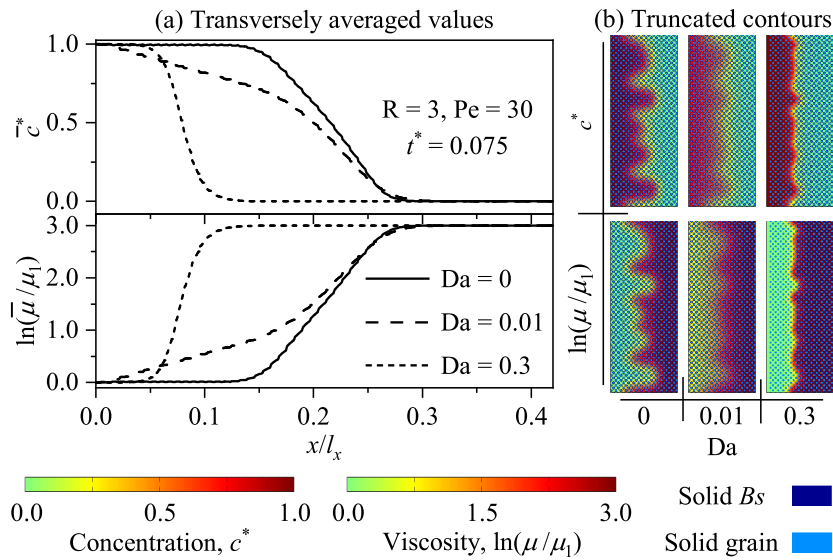 (a) Transversely averaged values
(b) Truncated contours
1.0
0.5
0.0
c̄*
R = 3, Pe = 30
t* = 0.075
3.0
2.0
1.0
0.0
ln(μ̄/μ₁)
Da = 0
Da = 0.01
Da = 0.3
0.0 0.1 0.2 0.3 0.4
x/lₓ
c*
ln(μ/μ₁)
0 0.01 0.3
Da
0.0 0.5 1.0
Concentration, c*
0.0 1.5 3.0
Viscosity, ln(μ/μ₁)
Solid Bs
Solid grain